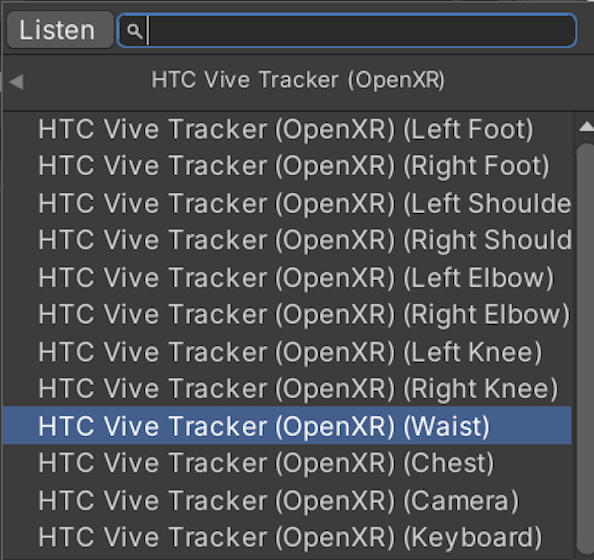 Listen
HTC Vive Tracker (OpenXR)
HTC Vive Tracker (OpenXR) (Left Foot)
HTC Vive Tracker (OpenXR) (Right Foot)
HTC Vive Tracker (OpenXR) (Left Shoulde
HTC Vive Tracker (OpenXR) (Right Should
HTC Vive Tracker (OpenXR) (Left Elbow)
HTC Vive Tracker (OpenXR) (Right Elbow)
HTC Vive Tracker (OpenXR) (Left Knee)
HTC Vive Tracker (OpenXR) (Right Knee)
HTC Vive Tracker (OpenXR) (Waist)
HTC Vive Tracker (OpenXR) (Chest)
HTC Vive Tracker (OpenXR) (Camera)
HTC Vive Tracker (OpenXR) (Keyboard)